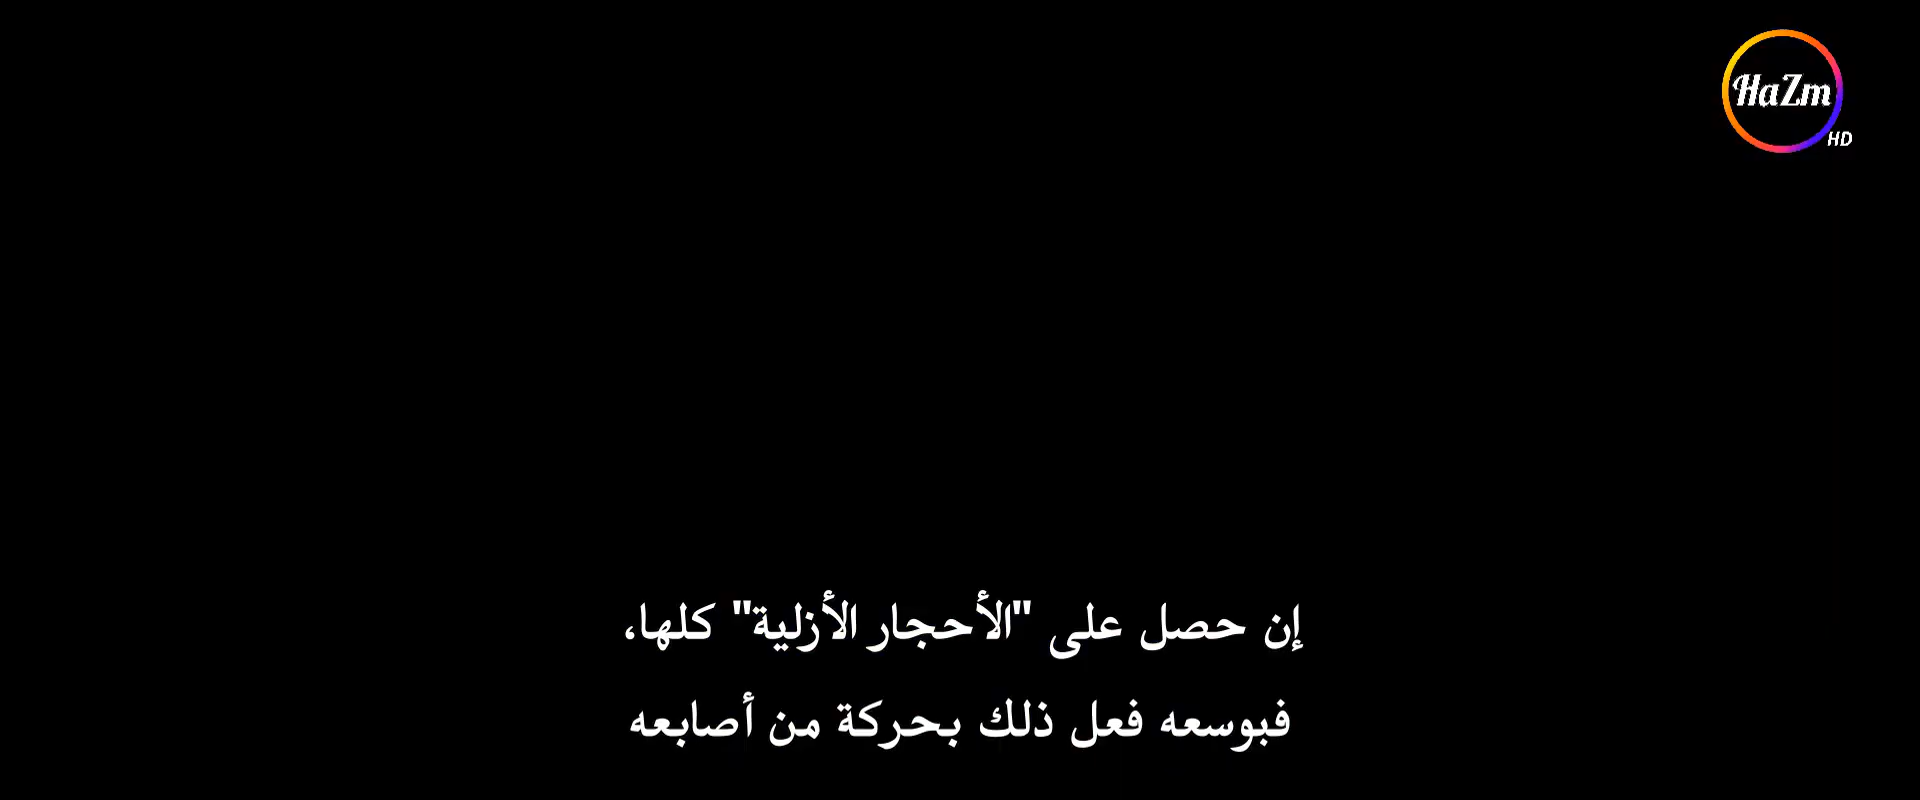 HaZm
HD
إن حصل على "الأحجار الأزلية" كلها،
فبوسعه فعل ذلك بحركة من أصابعه